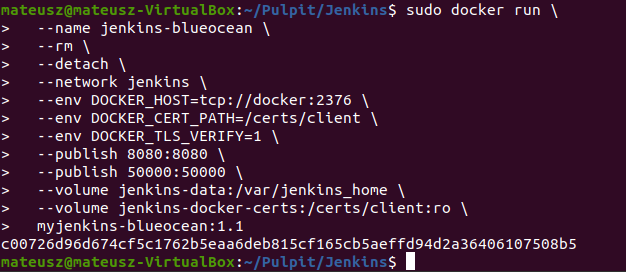 mateusz@mateusz-VirtualBox:~/Pulpit/Jenkins$ sudo docker run \
>   --name jenkins-blueocean \
>   --rm \
>   --detach \
>   --network jenkins \
>   --env DOCKER_HOST=tcp://docker:2376 \
>   --env DOCKER_CERT_PATH=/certs/client \
>   --env DOCKER_TLS_VERIFY=1 \
>   --publish 8080:8080 \
>   --publish 50000:50000 \
>   --volume jenkins-data:/var/jenkins_home \
>   --volume jenkins-docker-certs:/certs/client:ro \
>   myjenkins-blueocean:1.1
c00726d96d674cf5c1762b5eaa6deb815cf165cb5aeffd94d2a36406107508b5
mateusz@mateusz-VirtualBox:~/Pulpit/Jenkins$